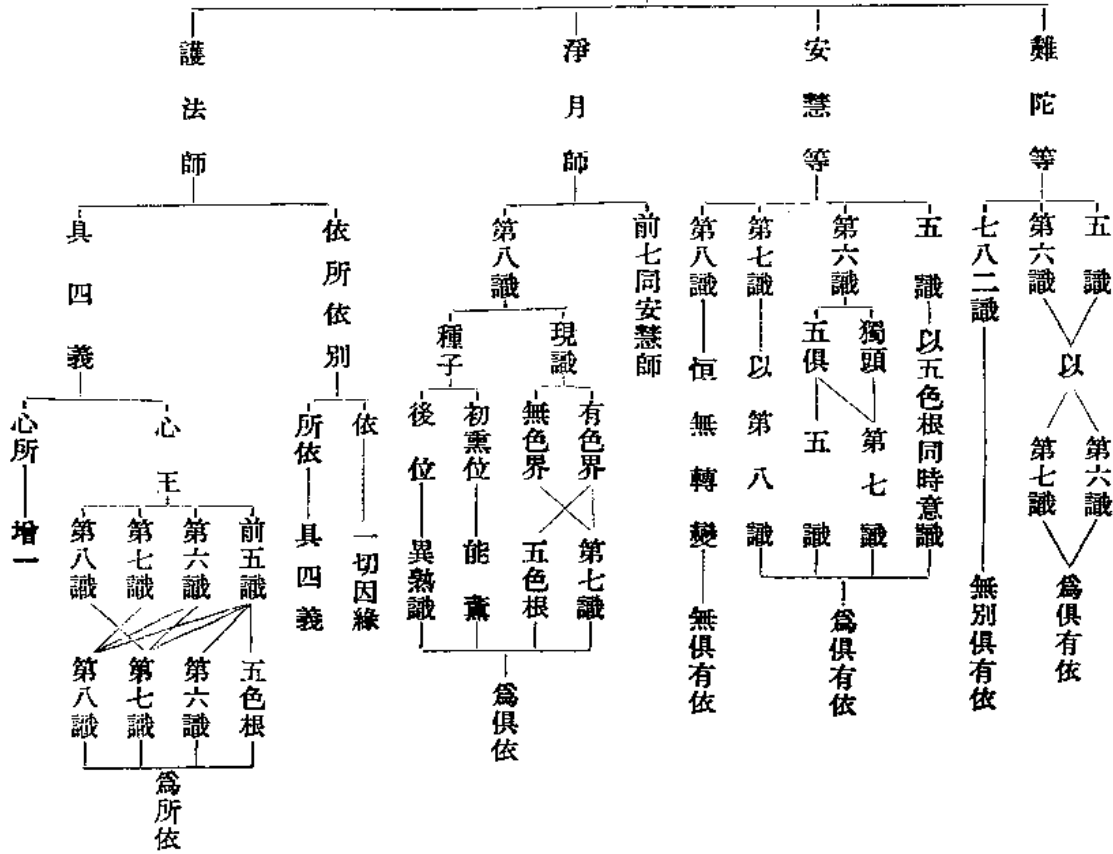 難陀等
五識
第六識
七八二識
以
第六識
第七識
為俱有依
無別俱有依
安慧等
五識
以五色根同時意識
第六識
獨頭
五俱
第七識
五識
第七識
以第八識
第八識
恒無轉變
為俱有依
無俱有依
淨月師
前七同安慧師
第八識
現識
種子
有色界
無色界
初熏位
後位
第七識
五色根
能熏
異熟識
為俱依
護法師
依所依別
依
一切因緣
所依
具四義
具四義
心王
心所
增一
前五識
第六識
第七識
第八識
五色根
第六識
第七識
第八識
為所依